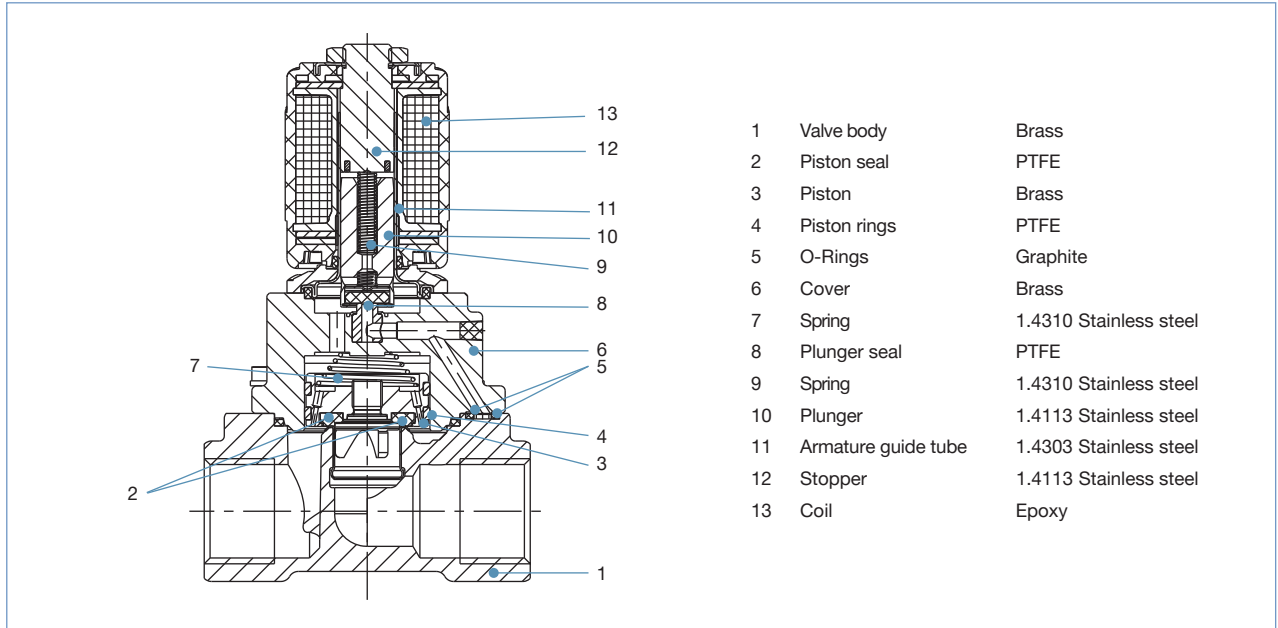 13
12
11
10
9
8
7
6
5
4
3
2
1
1 Valve body Brass
2 Piston seal PTFE
3 Piston Brass
4 Piston rings PTFE
5 O-Rings Graphite
6 Cover Brass
7 Spring 1.4310 Stainless steel
8 Plunger seal PTFE
9 Spring 1.4310 Stainless steel
10 Plunger 1.4113 Stainless steel
11 Armature guide tube 1.4303 Stainless steel
12 Stopper 1.4113 Stainless steel
13 Coil Epoxy